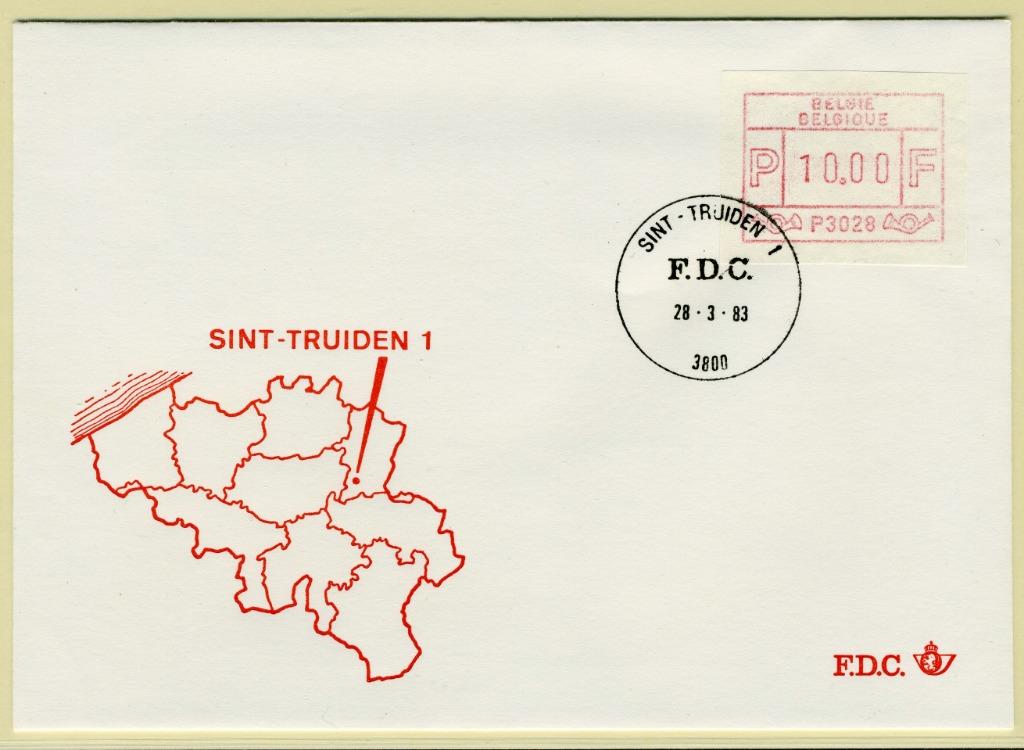 BELGIE
BELGIQUE
P 10.00 F
P3028
SINT - TRUIDEN 1
F.D.C.
28 · 3 · 83
3800
SINT-TRUIDEN 1
F.D.C.